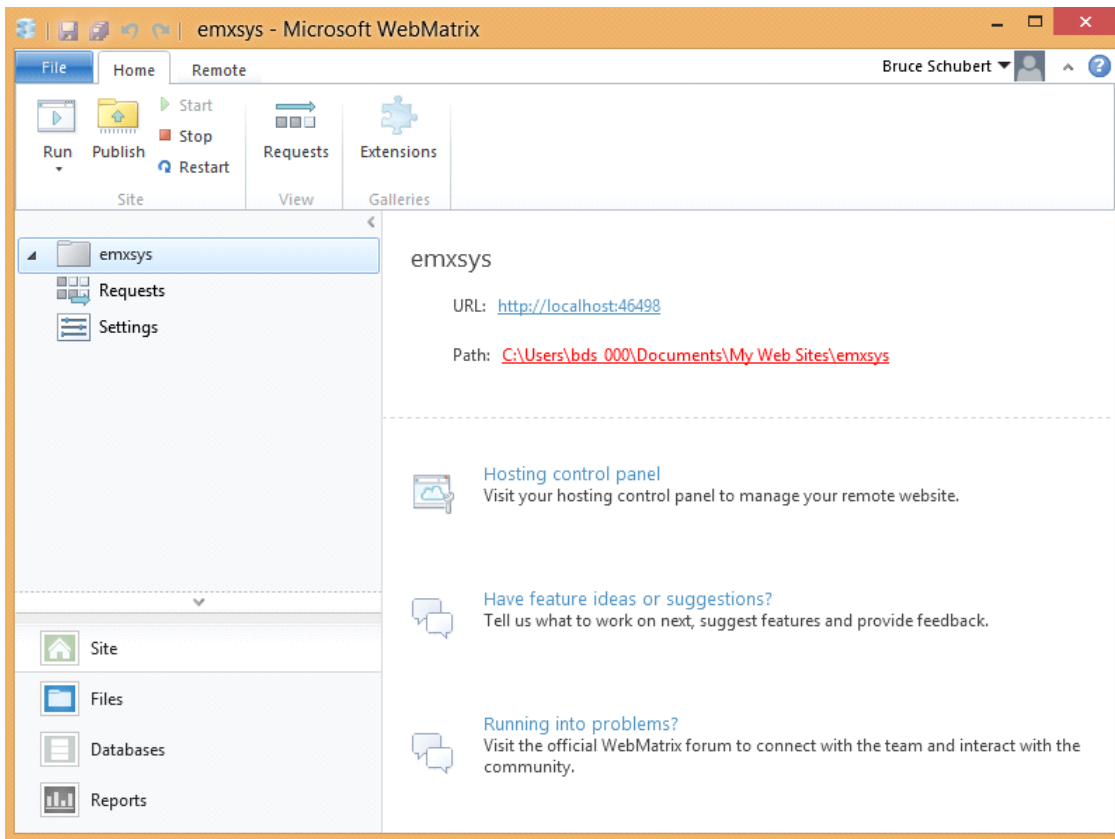 emxsys - Microsoft WebMatrix
File Home Remote
Bruce Schubert
Run
Publish
Start
Stop
Restart
Requests
Extensions
Site
View
Galleries
emxsys
Requests
Settings
Site
Files
Databases
Reports
emxsys
URL: http://localhost:46498
Path: C:\Users\bds_000\Documents\My Web Sites\emxsys
Hosting control panel
Visit your hosting control panel to manage your remote website.
Have feature ideas or suggestions?
Tell us what to work on next, suggest features and provide feedback.
Running into problems?
Visit the official WebMatrix forum to connect with the team and interact with the
community.